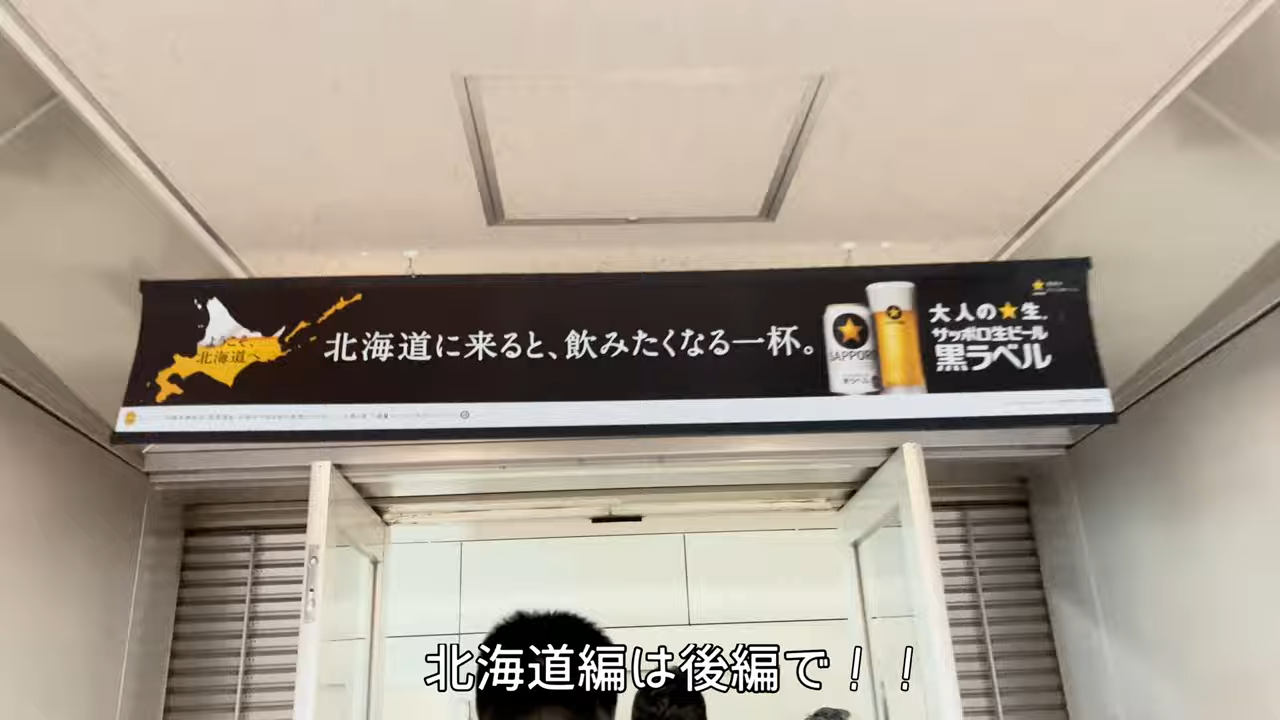 ようこそ、
北海道へ
北海道に来ると、飲みたくなる一杯。
SAPPORO
大人の★生。
サッポロ生ビール
黒ラベル
北海道編は後編で！！